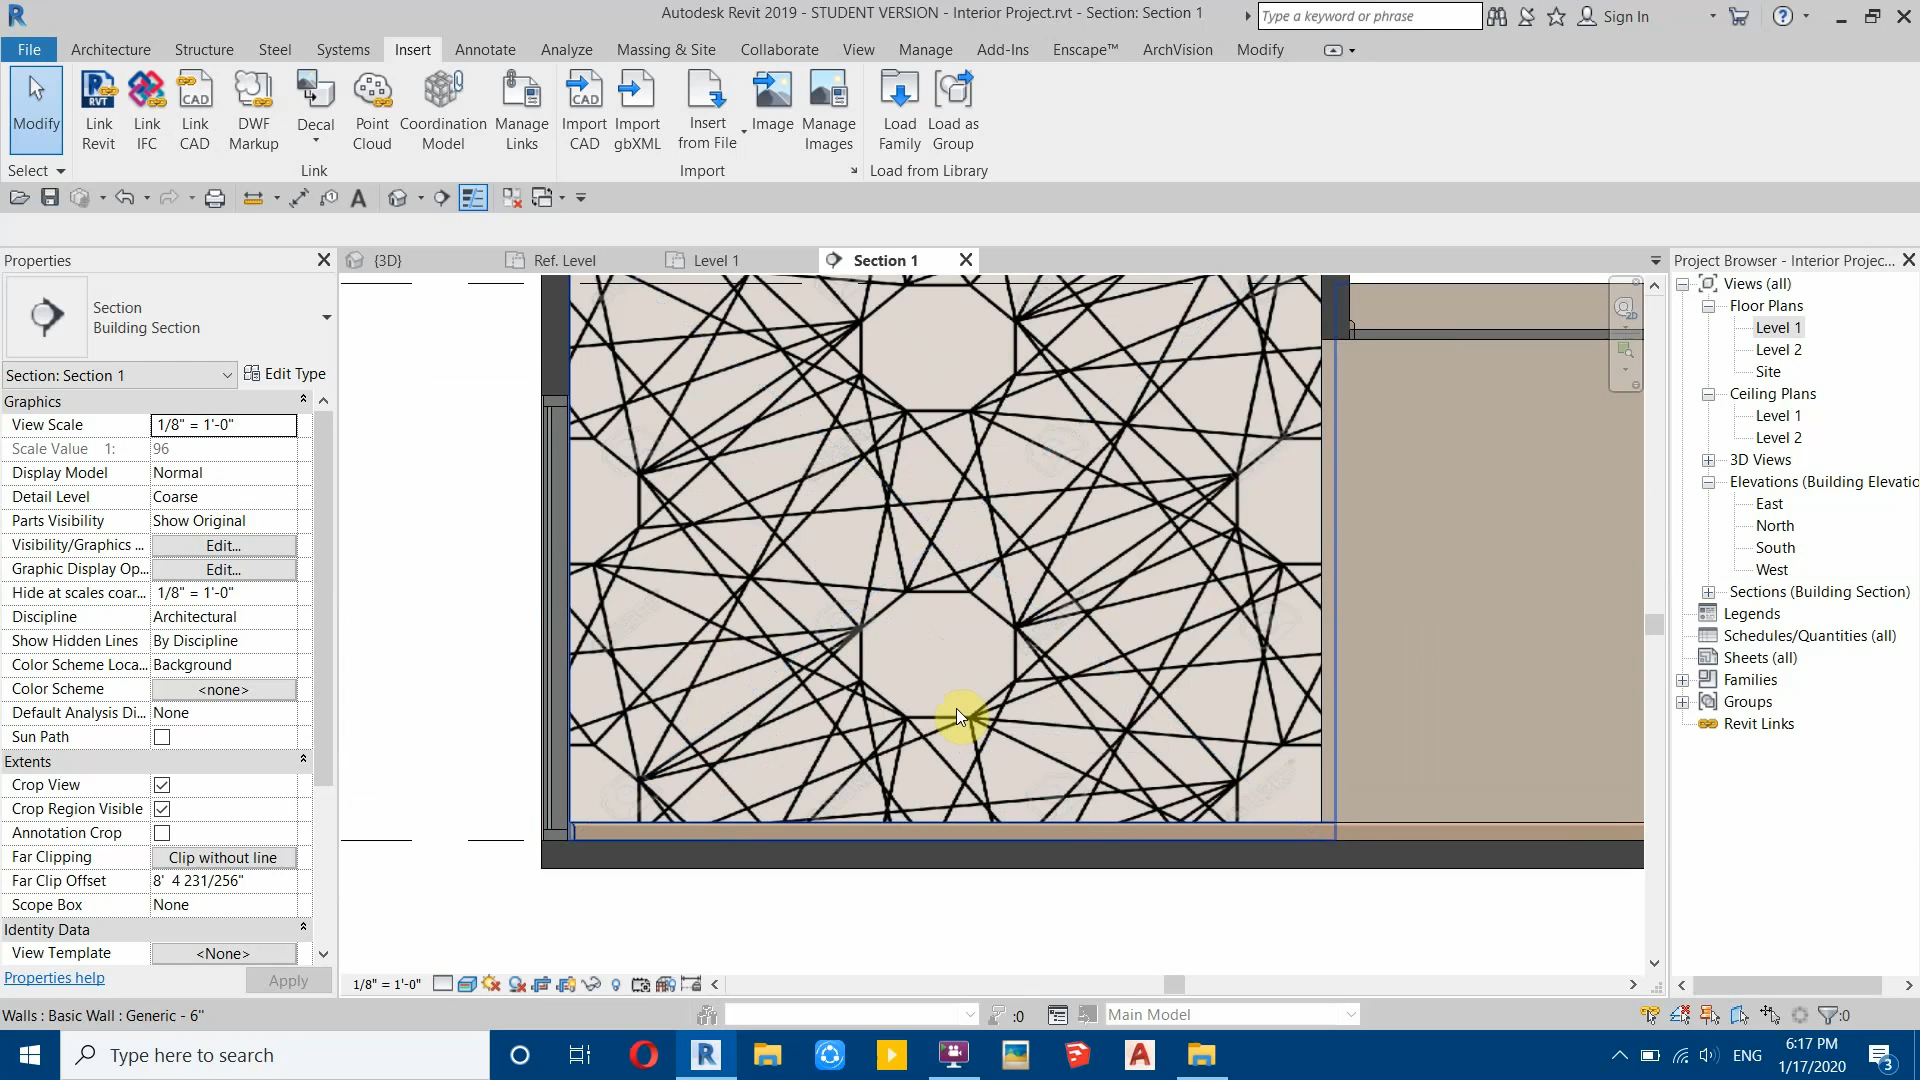 Autodesk Revit 2019 - STUDENT VERSION - Interior Project.rvt - Section: Section 1
Type a keyword or phrase
Sign In
File Architecture Structure Steel Systems Insert Annotate Analyze Massing & Site Collaborate View Manage Add-Ins Enscape™ ArchVision Modify
Modify
Link Revit
Link IFC
Link CAD
DWF Markup
Decal
Point Cloud
Coordination Model
Manage Links
Import CAD
Import gbXML
Insert from File
Image
Manage Images
Load Family
Load as Group
Select
Link
Import
Load from Library
Properties
{3D}
Ref. Level
Level 1
Section 1
Project Browser - Interior Projec...
Section
Building Section
Section: Section 1
Edit Type
Graphics
View Scale 1/8" = 1'-0"
Scale Value 1: 96
Display Model Normal
Detail Level Coarse
Parts Visibility Show Original
Visibility/Graphics ... Edit...
Graphic Display Op... Edit...
Hide at scales coar... 1/8" = 1'-0"
Discipline Architectural
Show Hidden Lines By Discipline
Color Scheme Loca... Background
Color Scheme <none>
Default Analysis Di... None
Sun Path
Extents
Crop View
Crop Region Visible
Annotation Crop
Far Clipping Clip without line
Far Clip Offset 8' 4 231/256"
Scope Box None
Identity Data
View Template <None>
Properties help
Apply
2D
Views (all)
Floor Plans
Level 1
Level 2
Site
Ceiling Plans
Level 1
Level 2
3D Views
Elevations (Building Elevatio
East
North
South
West
Sections (Building Section)
Legends
Schedules/Quantities (all)
Sheets (all)
Families
Groups
Revit Links
1/8" = 1'-0"
Walls : Basic Wall : Generic - 6"
:0
Main Model
:0
Type here to search
ENG
6:17 PM
1/17/2020
3